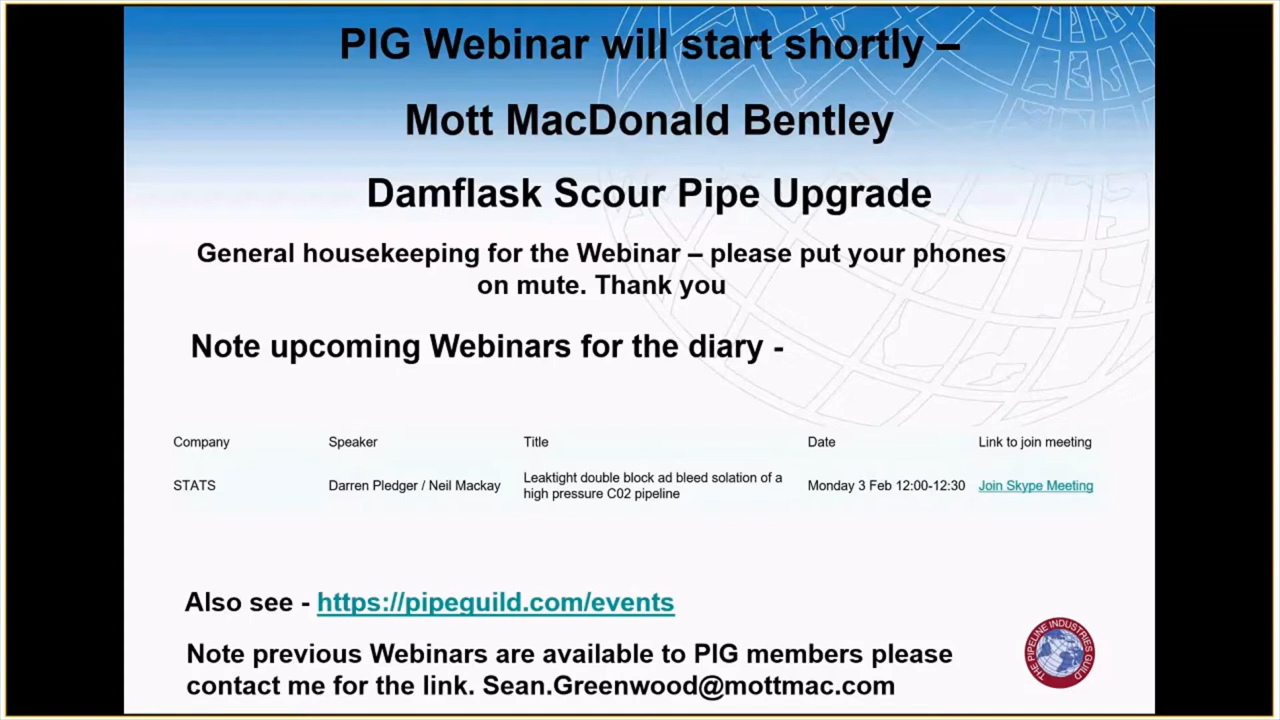 PIG Webinar will start shortly –
Mott MacDonald Bentley
Damflask Scour Pipe Upgrade
General housekeeping for the Webinar – please put your phones
on mute. Thank you
Note upcoming Webinars for the diary -
Company Speaker Title Date Link to join meeting
STATS Darren Pledger / Neil Mackay Leaktight double block ad bleed solation of a Monday 3 Feb 12:00-12:30 Join Skype Meeting
high pressure C02 pipeline
Also see - https://pipeguild.com/events
Note previous Webinars are available to PIG members please
contact me for the link. Sean.Greenwood@mottmac.com
THE PIPELINE INDUSTRIES GUILD